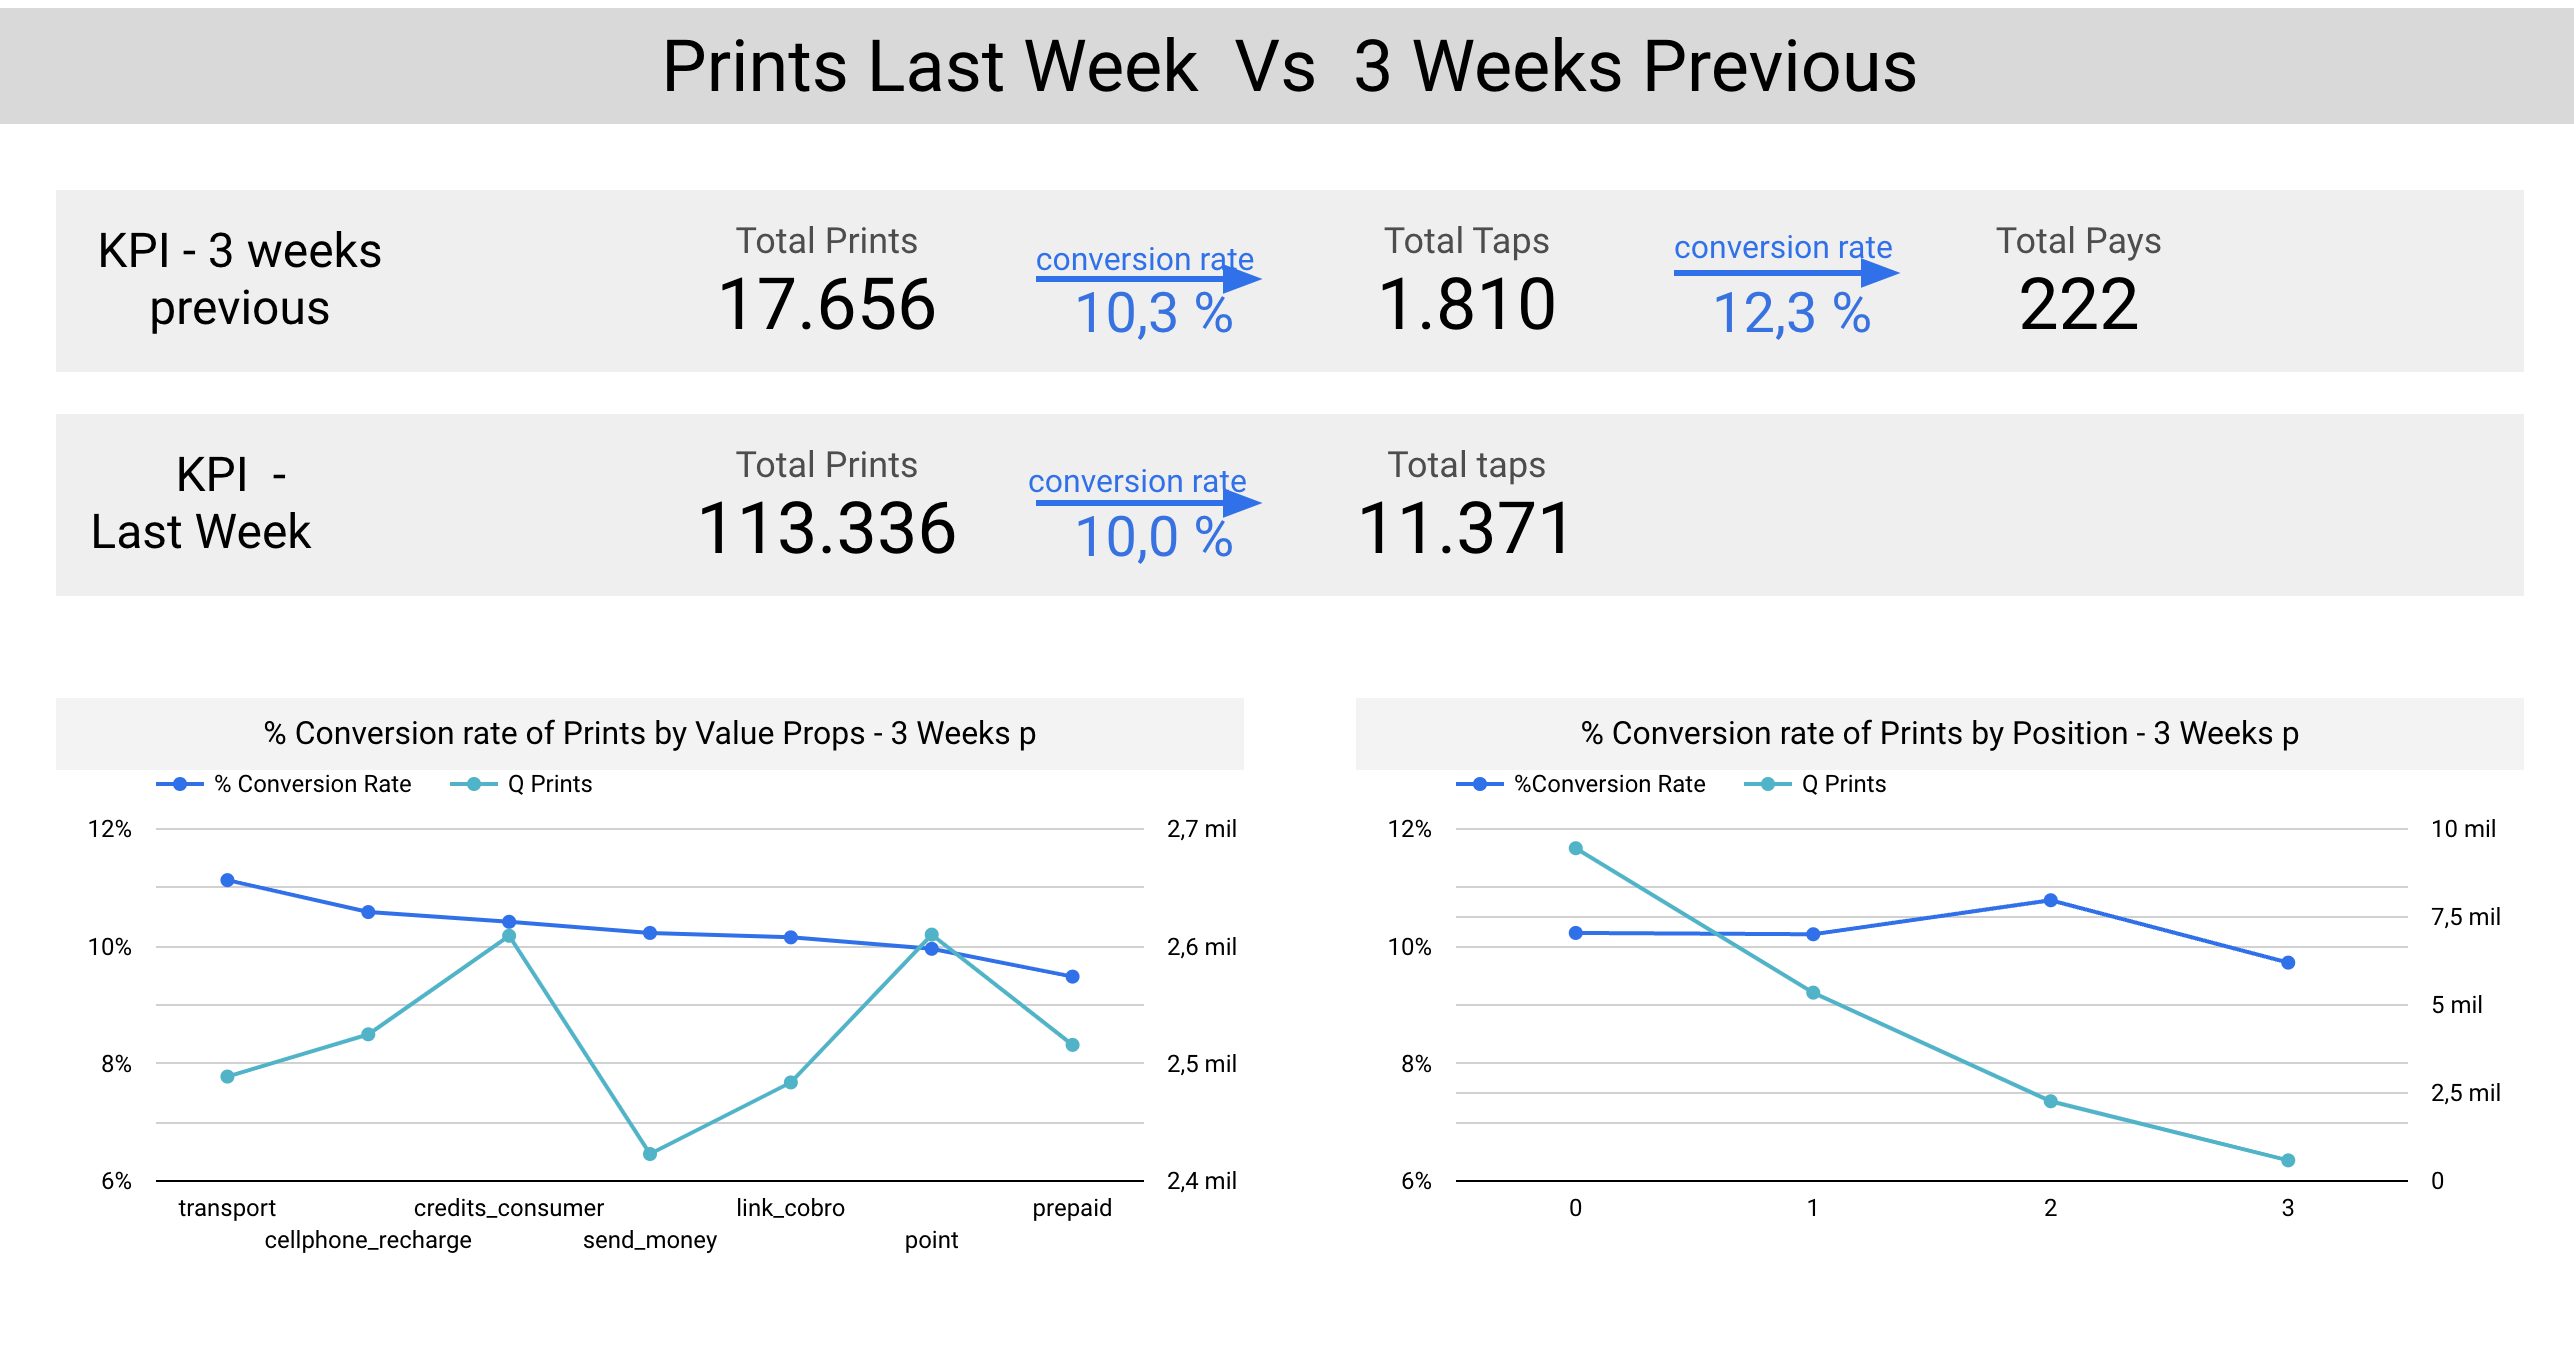 Prints Last Week Vs 3 Weeks Previous
KPI - 3 weeks
previous
Total Prints
17.656
conversion rate
10,3 %
Total Taps
1.810
conversion rate
12,3 %
Total Pays
222
KPI -
Last Week
Total Prints
113.336
conversion rate
10,0 %
Total taps
11.371
% Conversion rate of Prints by Value Props - 3 Weeks p
% Conversion Rate
Q Prints
12%
10%
8%
6%
2,7 mil
2,6 mil
2,5 mil
2,4 mil
transport
cellphone_recharge
credits_consumer
send_money
link_cobro
point
prepaid
% Conversion rate of Prints by Position - 3 Weeks p
%Conversion Rate
Q Prints
12%
10%
8%
6%
10 mil
7,5 mil
5 mil
2,5 mil
0
0
1
2
3